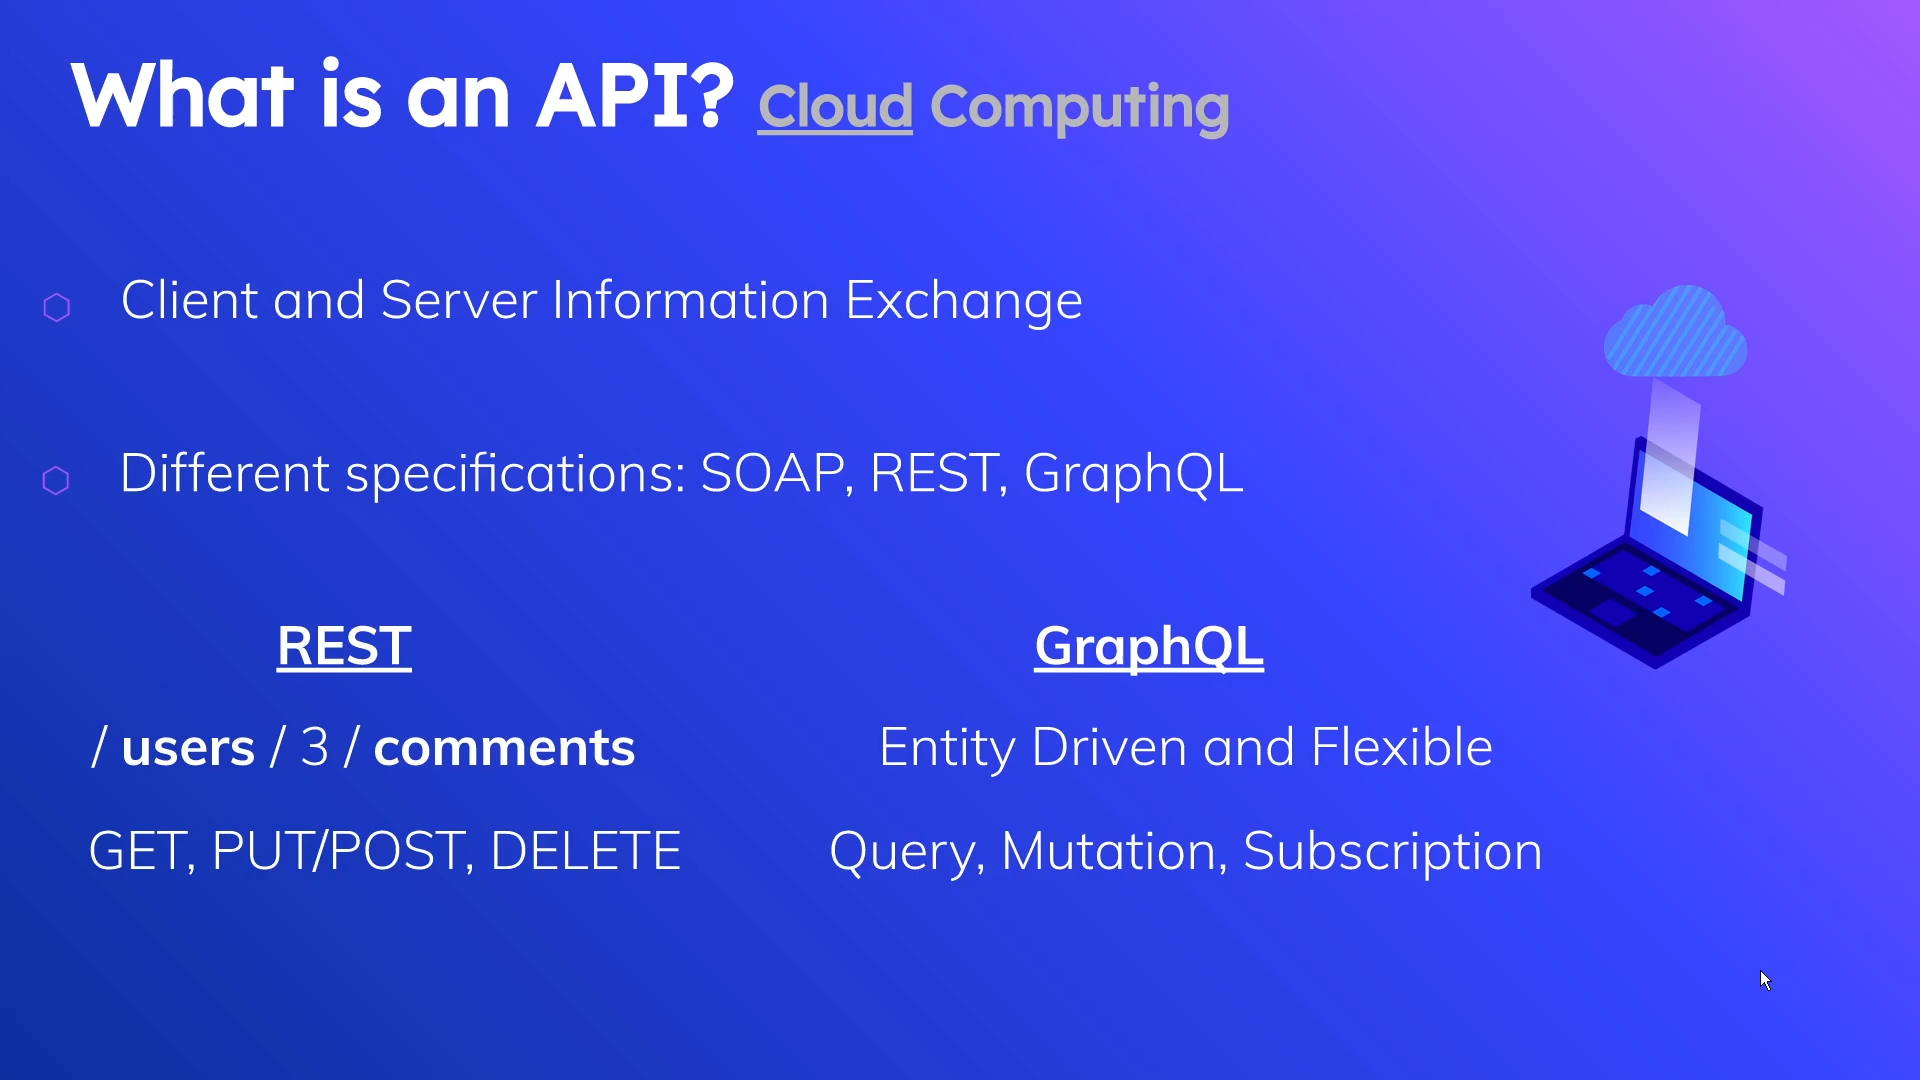 What is an API? Cloud Computing
Client and Server Information Exchange
Different specifications: SOAP, REST, GraphQL
REST
/ users / 3 / comments
GET, PUT/POST, DELETE
GraphQL
Entity Driven and Flexible
Query, Mutation, Subscription